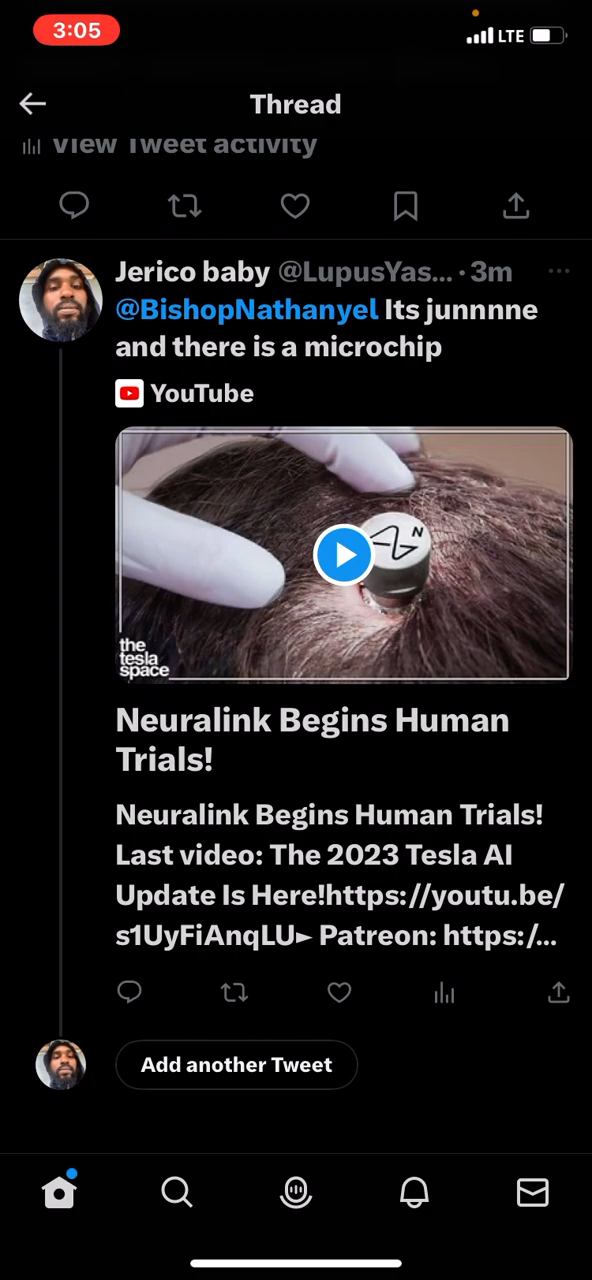 3:05
LTE
Thread
View Tweet activity
Jerico baby @LupusYas... · 3m
@BishopNathanyel Its junnnne
and there is a microchip
YouTube
N
the
tesla
space
Neuralink Begins Human
Trials!
Neuralink Begins Human Trials!
Last video: The 2023 Tesla AI
Update Is Here!https://youtu.be/
s1UyFiAnqLU► Patreon: https:/...
Add another Tweet